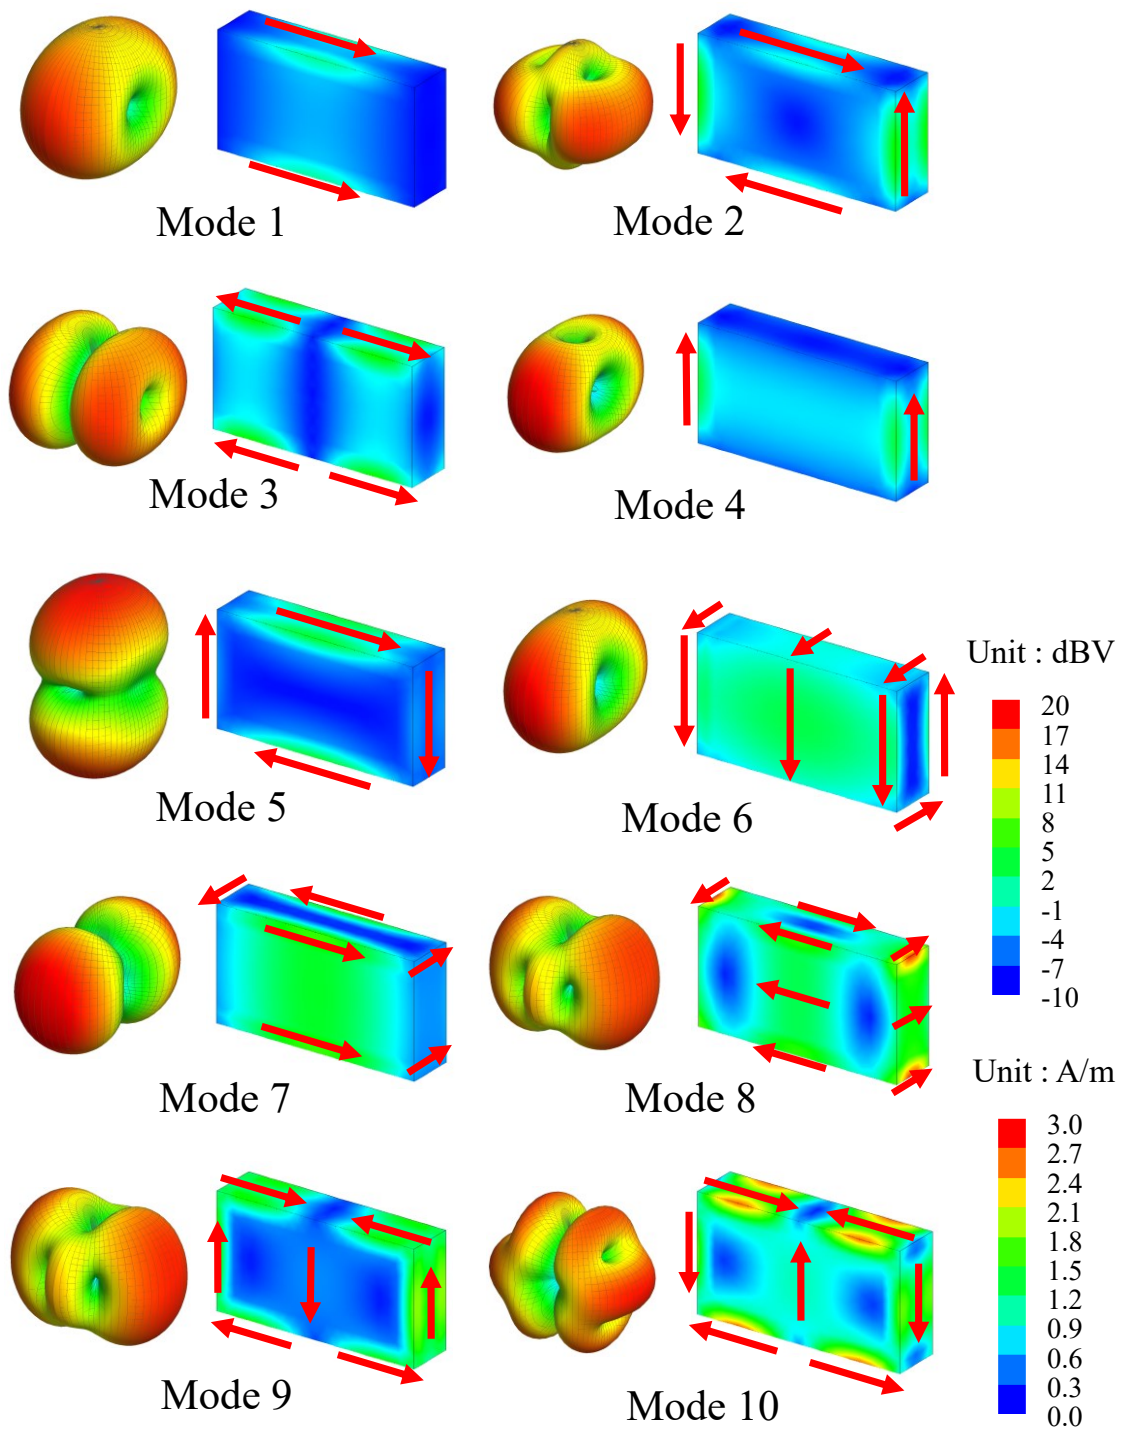 Mode 1
Mode 2
Mode 3
Mode 4
Mode 5
Mode 6
Unit : dBV
20
17
14
11
8
5
2
-1
-4
-7
-10
Mode 7
Mode 8
Unit : A/m
3.0
2.7
2.4
2.1
1.8
1.5
1.2
0.9
0.6
0.3
0.0
Mode 9
Mode 10